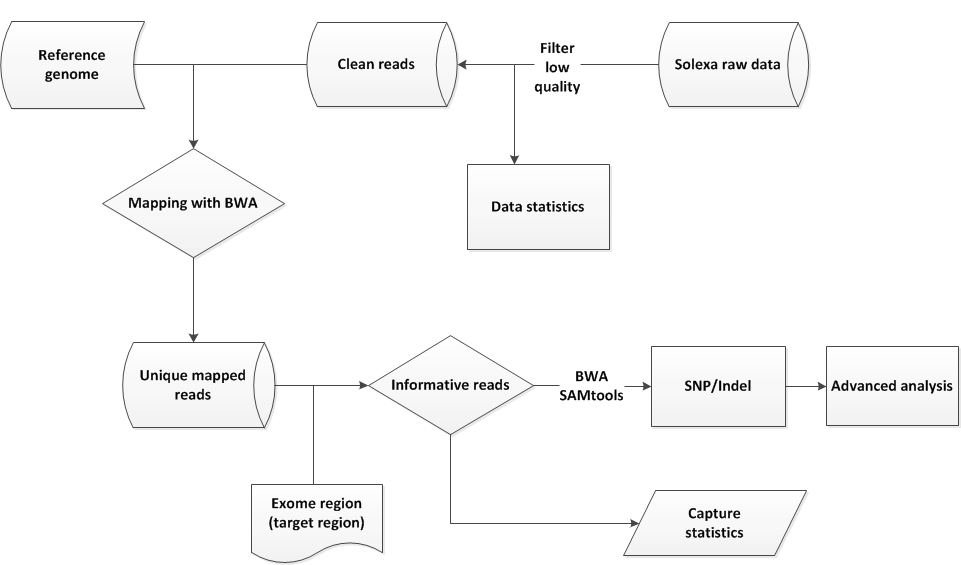 Reference
genome
Clean reads
Filter
low
quality
Solexa raw data
Mapping with BWA
Data statistics
Unique mapped
reads
Informative reads
BWA
SAMtools
SNP/Indel
Advanced analysis
Exome region
(target region)
Capture
statistics